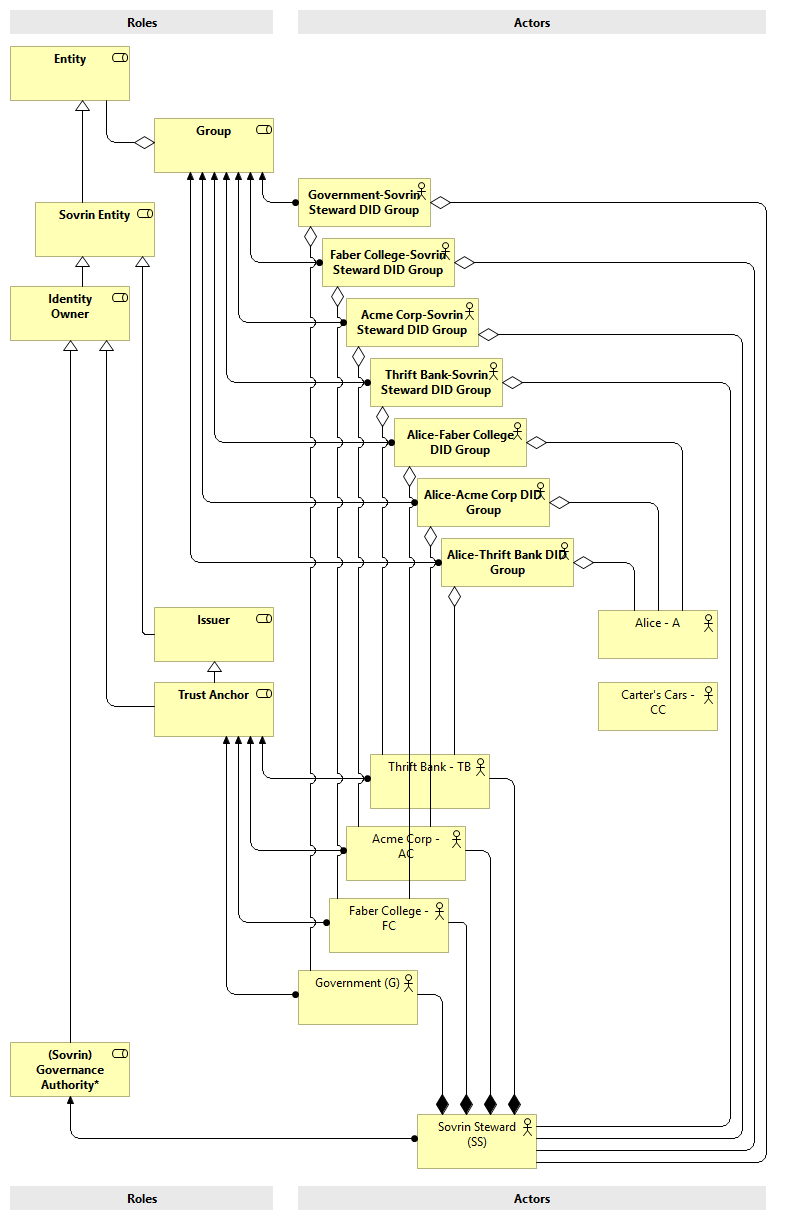 Roles
Actors
Entity
Group
Government-Sovrin
Steward DID Group
Sovrin Entity
Faber College-Sovrin
Steward DID Group
Identity
Owner
Acme Corp-Sovrin
Steward DID Group
Thrift Bank-Sovrin
Steward DID Group
Alice-Faber College
DID Group
Alice-Acme Corp DID
Group
Alice-Thrift Bank DID
Group
Issuer
Alice - A
Trust Anchor
Carter's Cars -
CC
Thrift Bank - TB
Acme Corp -
AC
Faber College -
FC
Government (G)
(Sovrin)
Governance
Authority*
Sovrin Steward
(SS)
Roles
Actors